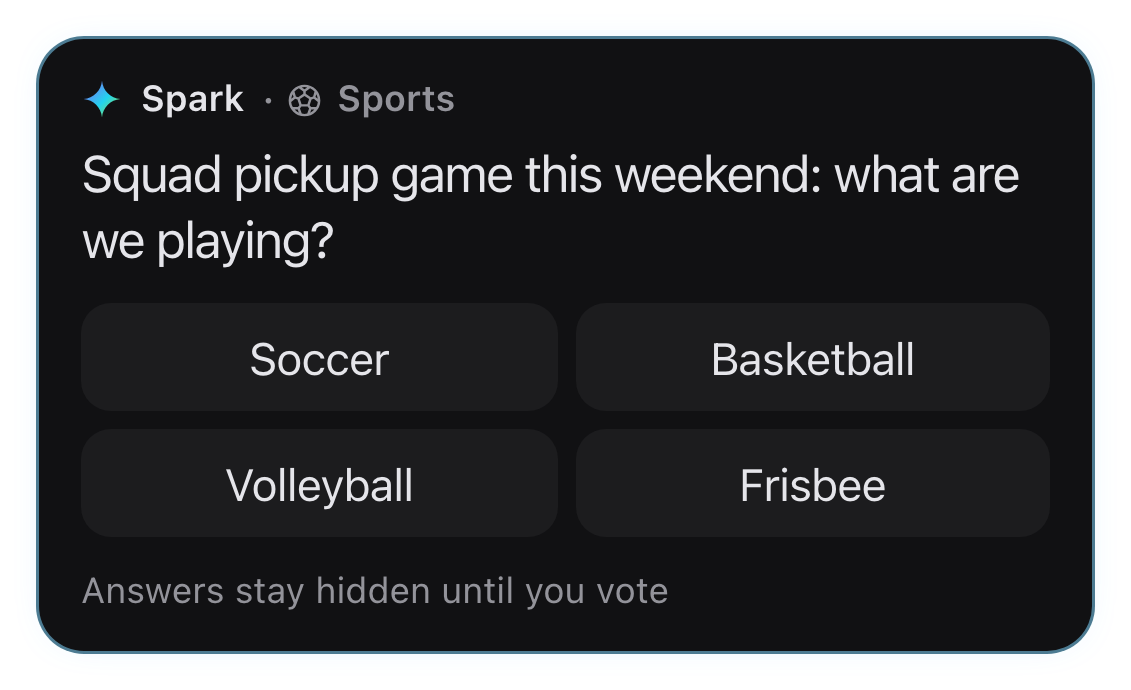 Spark · Sports
Squad pickup game this weekend: what are
we playing?
Soccer
Basketball
Volleyball
Frisbee
Answers stay hidden until you vote